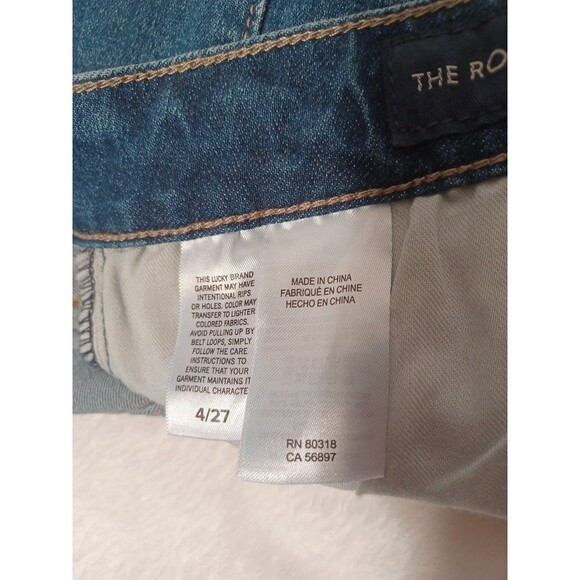 THE RO
THIS LUCKY BRAND
GARMENT MAY HAVE
INTENTIONAL RIPS
OR HOLES. COLOR MAY
TRANSFER TO LIGHTER
COLORED FABRICS.
AVOID PULLING UP BY
BELT LOOPS, SIMPLY
FOLLOW THE CARE
INSTRUCTIONS TO
ENSURE THAT YOUR
GARMENT MAINTAINS IT
INDIVIDUAL CHARACTE
4/27
MADE IN CHINA
FABRIQUÉ EN CHINE
HECHO EN CHINA
RN 80318
CA 56897